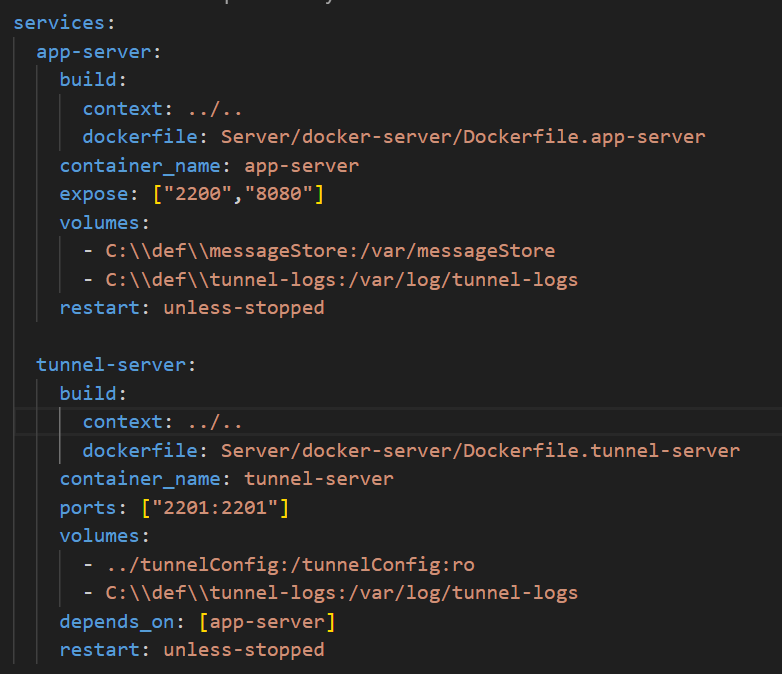 services:
  app-server:
    build:
      context: ../..
      dockerfile: Server/docker-server/Dockerfile.app-server
    container_name: app-server
    expose: ["2200","8080"]
    volumes:
      - C:\\def\\messageStore:/var/messageStore
      - C:\\def\\tunnel-logs:/var/log/tunnel-logs
    restart: unless-stopped

  tunnel-server:
    build:
      context: ../..
      dockerfile: Server/docker-server/Dockerfile.tunnel-server
    container_name: tunnel-server
    ports: ["2201:2201"]
    volumes:
      - ../tunnelConfig:/tunnelConfig:ro
      - C:\\def\\tunnel-logs:/var/log/tunnel-logs
    depends_on: [app-server]
    restart: unless-stopped